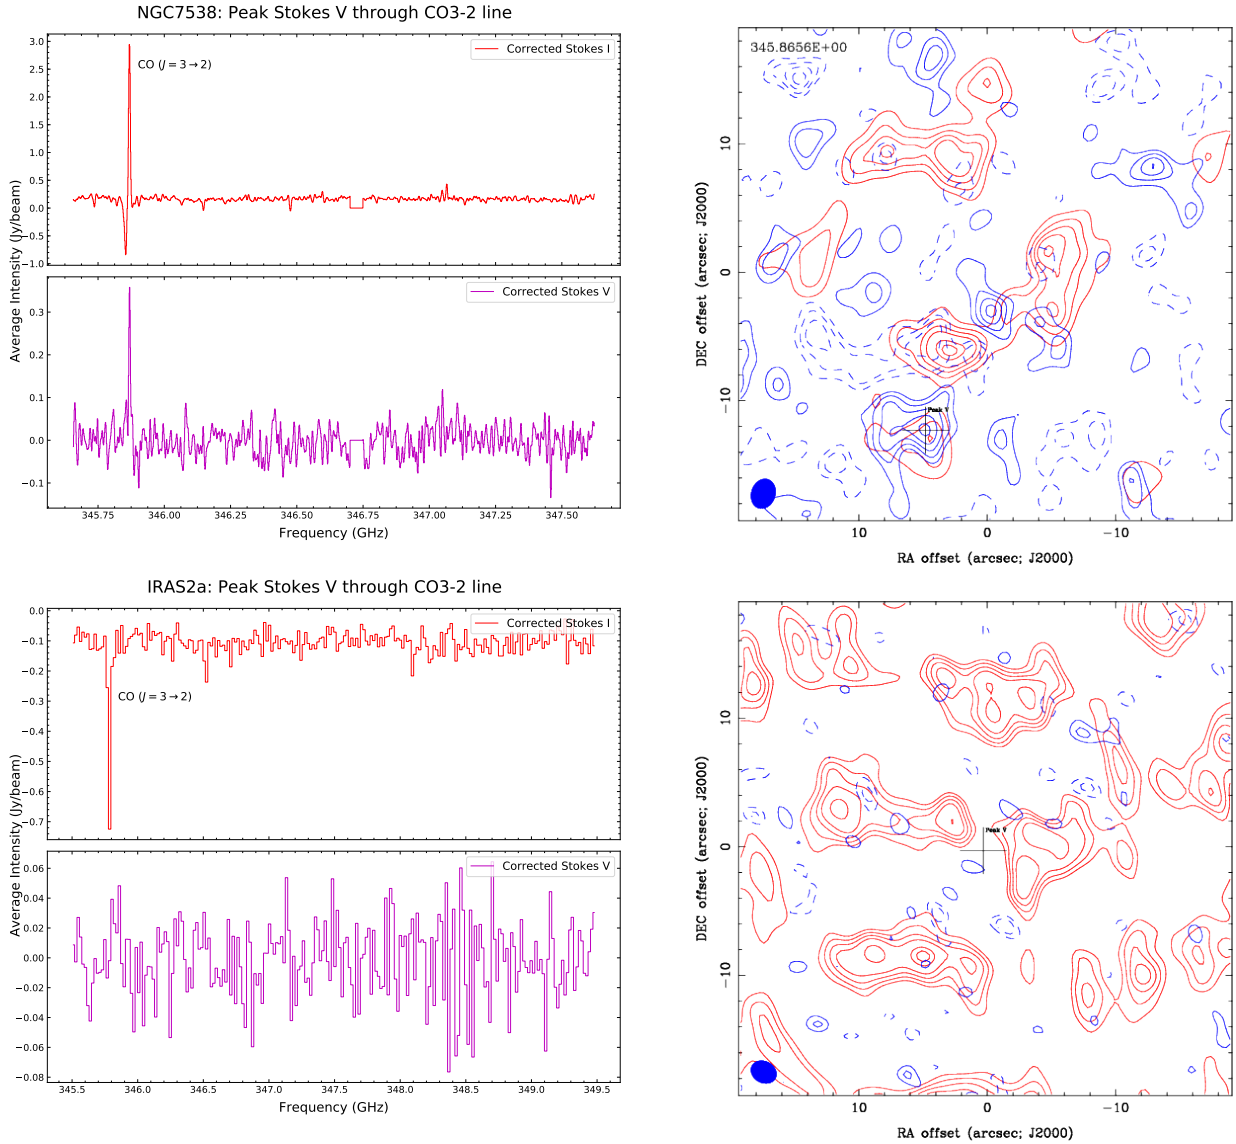 NGC7538: Peak Stokes V through CO3-2 line
3.0
2.5
2.0
1.5
1.0
0.5
0.0
−0.5
−1.0
Corrected Stokes I
CO (J = 3 → 2)
Average Intensity (Jy/beam)
0.3
0.2
0.1
0.0
−0.1
Corrected Stokes V
345.75 346.00 346.25 346.50 346.75 347.00 347.25 347.50
Frequency (GHz)
345.8656E+00
10
0
−10
DEC offset (arcsec; J2000)
Peak V
10 0 −10
RA offset (arcsec; J2000)
IRAS2a: Peak Stokes V through CO3-2 line
0.0
−0.1
−0.2
−0.3
−0.4
−0.5
−0.6
−0.7
Corrected Stokes I
CO (J = 3 → 2)
Average Intensity (Jy/beam)
0.06
0.04
0.02
0.00
−0.02
−0.04
−0.06
−0.08
Corrected Stokes V
345.5 346.0 346.5 347.0 347.5 348.0 348.5 349.0 349.5
Frequency (GHz)
10
0
−10
DEC offset (arcsec; J2000)
Peak V
10 0 −10
RA offset (arcsec; J2000)